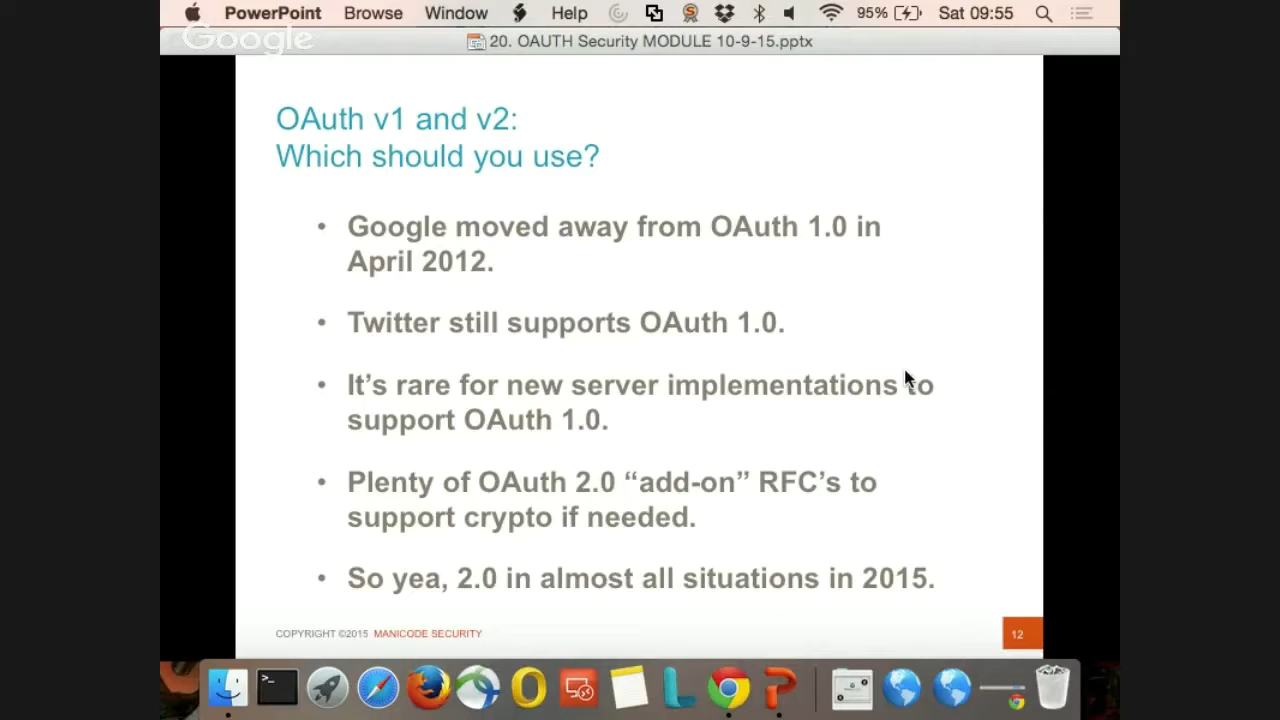 PowerPoint Browse Window Help 95% Sat 09:55
Google
20. OAUTH Security MODULE 10-9-15.pptx
OAuth v1 and v2:
Which should you use?
• Google moved away from OAuth 1.0 in
April 2012.
• Twitter still supports OAuth 1.0.
• It's rare for new server implementations to
support OAuth 1.0.
• Plenty of OAuth 2.0 “add-on” RFC’s to
support crypto if needed.
• So yea, 2.0 in almost all situations in 2015.
COPYRIGHT ©2015 MANICODE SECURITY
12